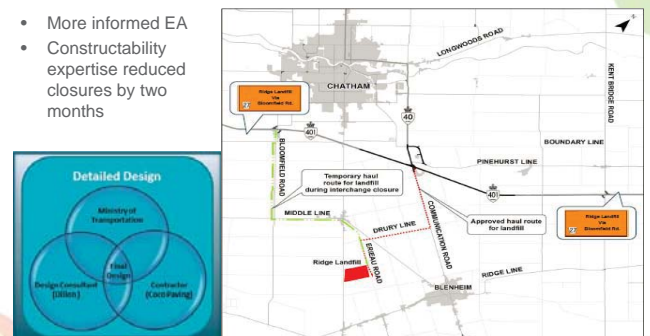 • More informed EA
• Constructability
expertise reduced
closures by two
months
Detailed Design
Ministry of
Transportation
Final
Design
Design Consultant
(Dillon)
Contractor
(Coco Paving)
LONGWOODS ROAD
KENT BRIDGE ROAD
CHATHAM
Ridge Landfill
Via
Bloomfield Rd.
40
401
BOUNDARY LINE
BLOOMFIELD ROAD
PINEHURST LINE
Temporary haul
route for landfill
during interchange closure
401
MIDDLE LINE
COMMUNICATION ROAD
Approved haul route
for landfill
Ridge Landfill
Via
Bloomfield Rd.
DRURY LINE
ERIEAU ROAD
Ridge Landfill
RIDGE LINE
BLENHEIM